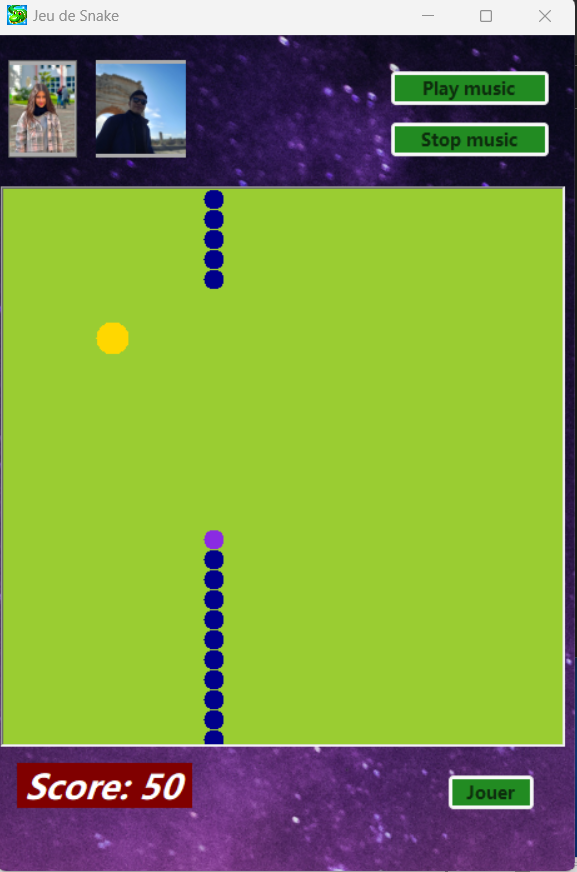 Jeu de Snake
Play music
Stop music
Score: 50
Jouer